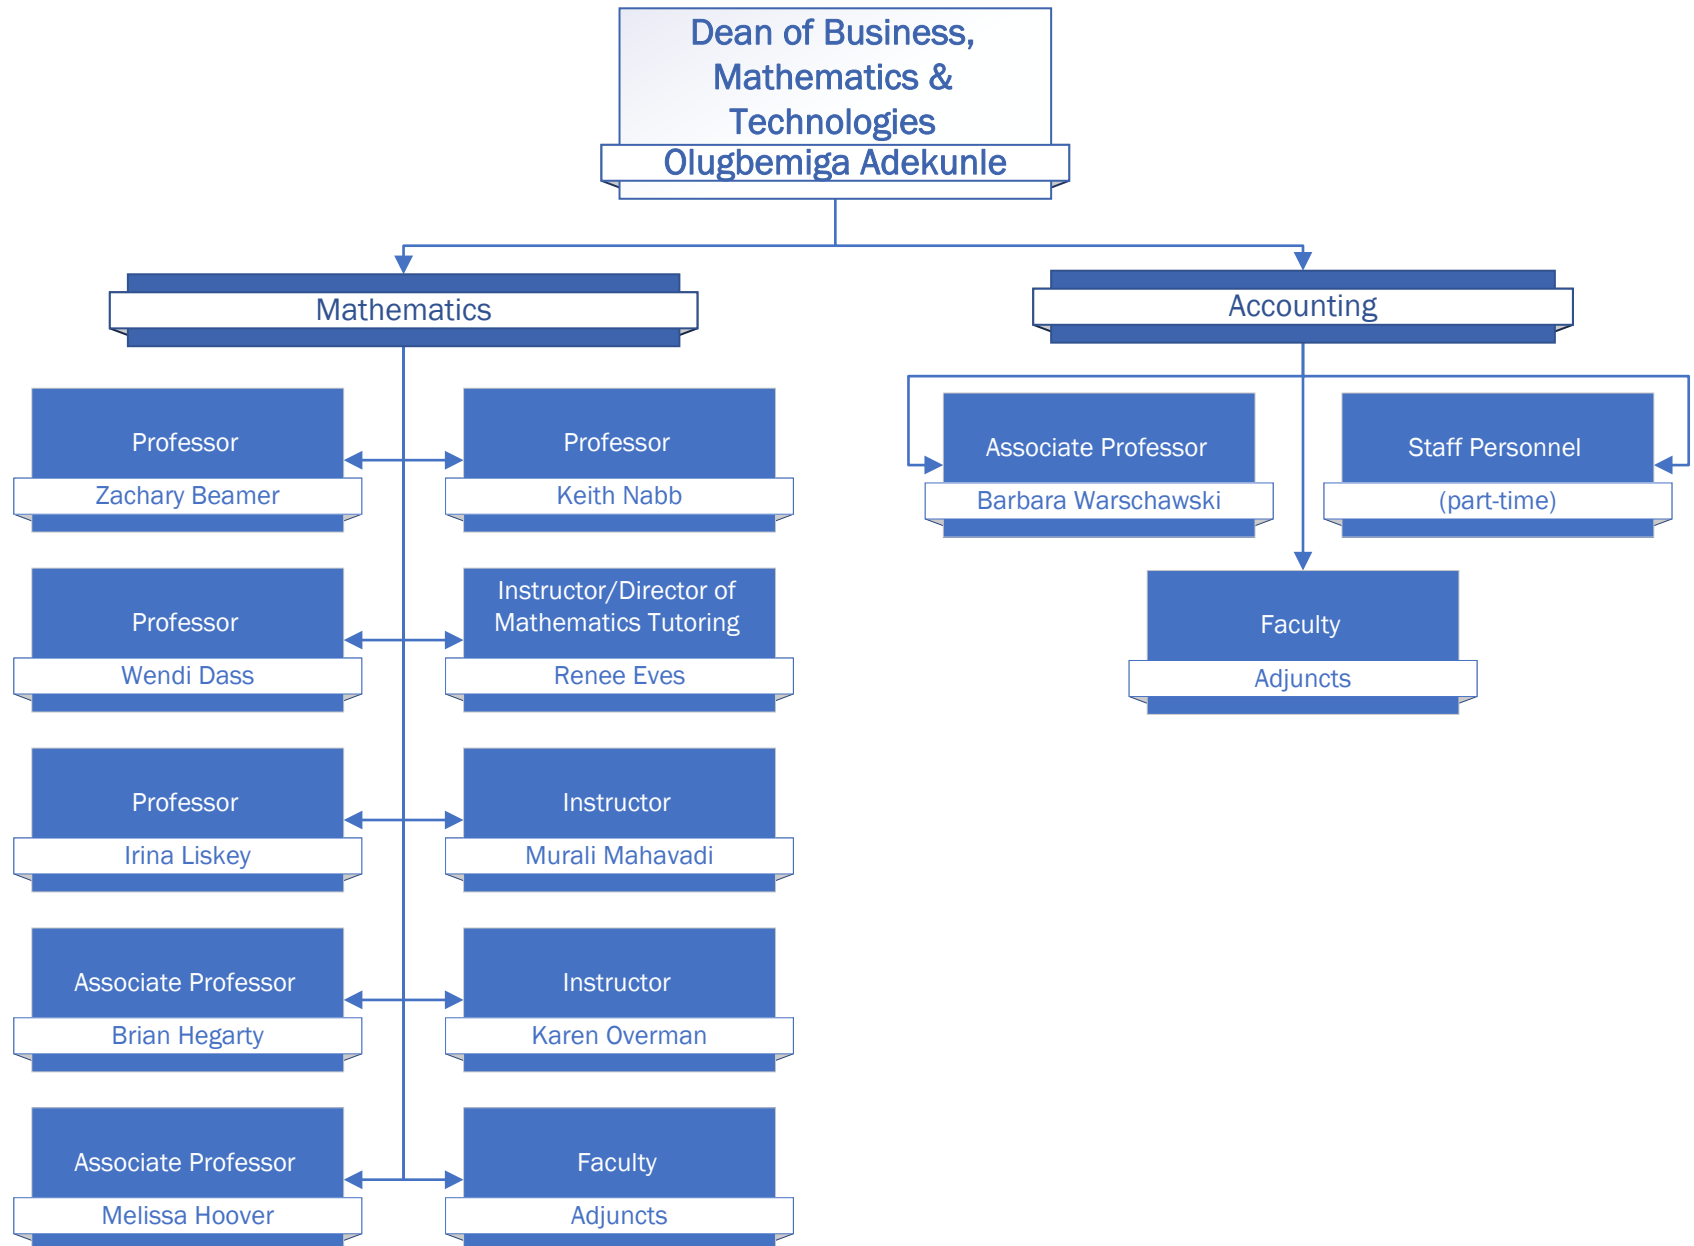 Dean of Business,
Mathematics &
Technologies
Olugbemiga Adekunle
Mathematics
Accounting
Professor
Zachary Beamer
Professor
Keith Nabb
Professor
Wendi Dass
Instructor/Director of
Mathematics Tutoring
Renee Eves
Professor
Irina Liskey
Instructor
Murali Mahavadi
Associate Professor
Brian Hegarty
Instructor
Karen Overman
Associate Professor
Melissa Hoover
Faculty
Adjuncts
Associate Professor
Barbara Warschawski
Staff Personnel
(part-time)
Faculty
Adjuncts